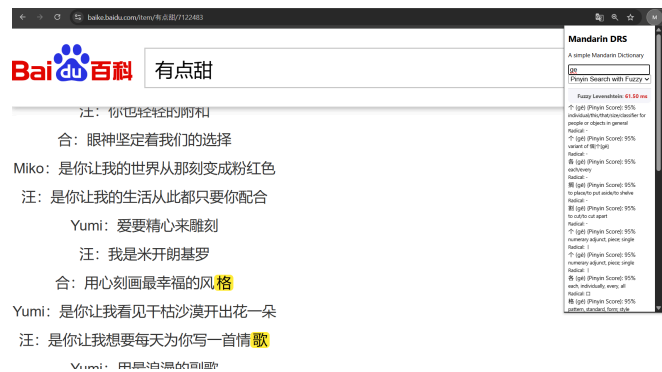 baike.baidu.com/item/有点甜/7122483
M
Bai du 百科
有点甜
汪：你也轻轻的附和
合：眼神坚定着我们的选择
Miko：是你让我的世界从那刻变成粉红色
汪：是你让我的生活从此都只要你配合
Yumi：爱要精心来雕刻
汪：我是米开朗基罗
合：用心刻画最幸福的风格
Yumi：是你让我看见干枯沙漠开出花一朵
汪：是你让我想要每天为你写一首情歌
Yumi：用最浪漫的副歌
Mandarin DRS
A simple Mandarin Dictionary
ge
Pinyin Search with Fuzzy
Fuzzy Levenshtein: 61.50 ms
个 (gè) (Pinyin Score): 95%
individual/this/that/size/classifier for
people or objects in general
Radical: -
个 (gě) (Pinyin Score): 95%
Radical: -
各 (gè) (Pinyin Score): 95%
each/every
Radical: -
搁 (gē) (Pinyin Score): 95%
to place/to put aside/to shelve
Radical: -
割 (gē) (Pinyin Score): 95%
to cut/to cut apart
Radical: -
个 (gè) (Pinyin Score): 95%
numerary adjunct, piece; single
Radical: 丨
个 (gè) (Pinyin Score): 95%
numerary adjunct, piece; single
Radical: 丨
各 (gè) (Pinyin Score): 95%
each, individually, every, all
Radical: 口
格 (gé) (Pinyin Score): 95%
pattern, standard, form; style